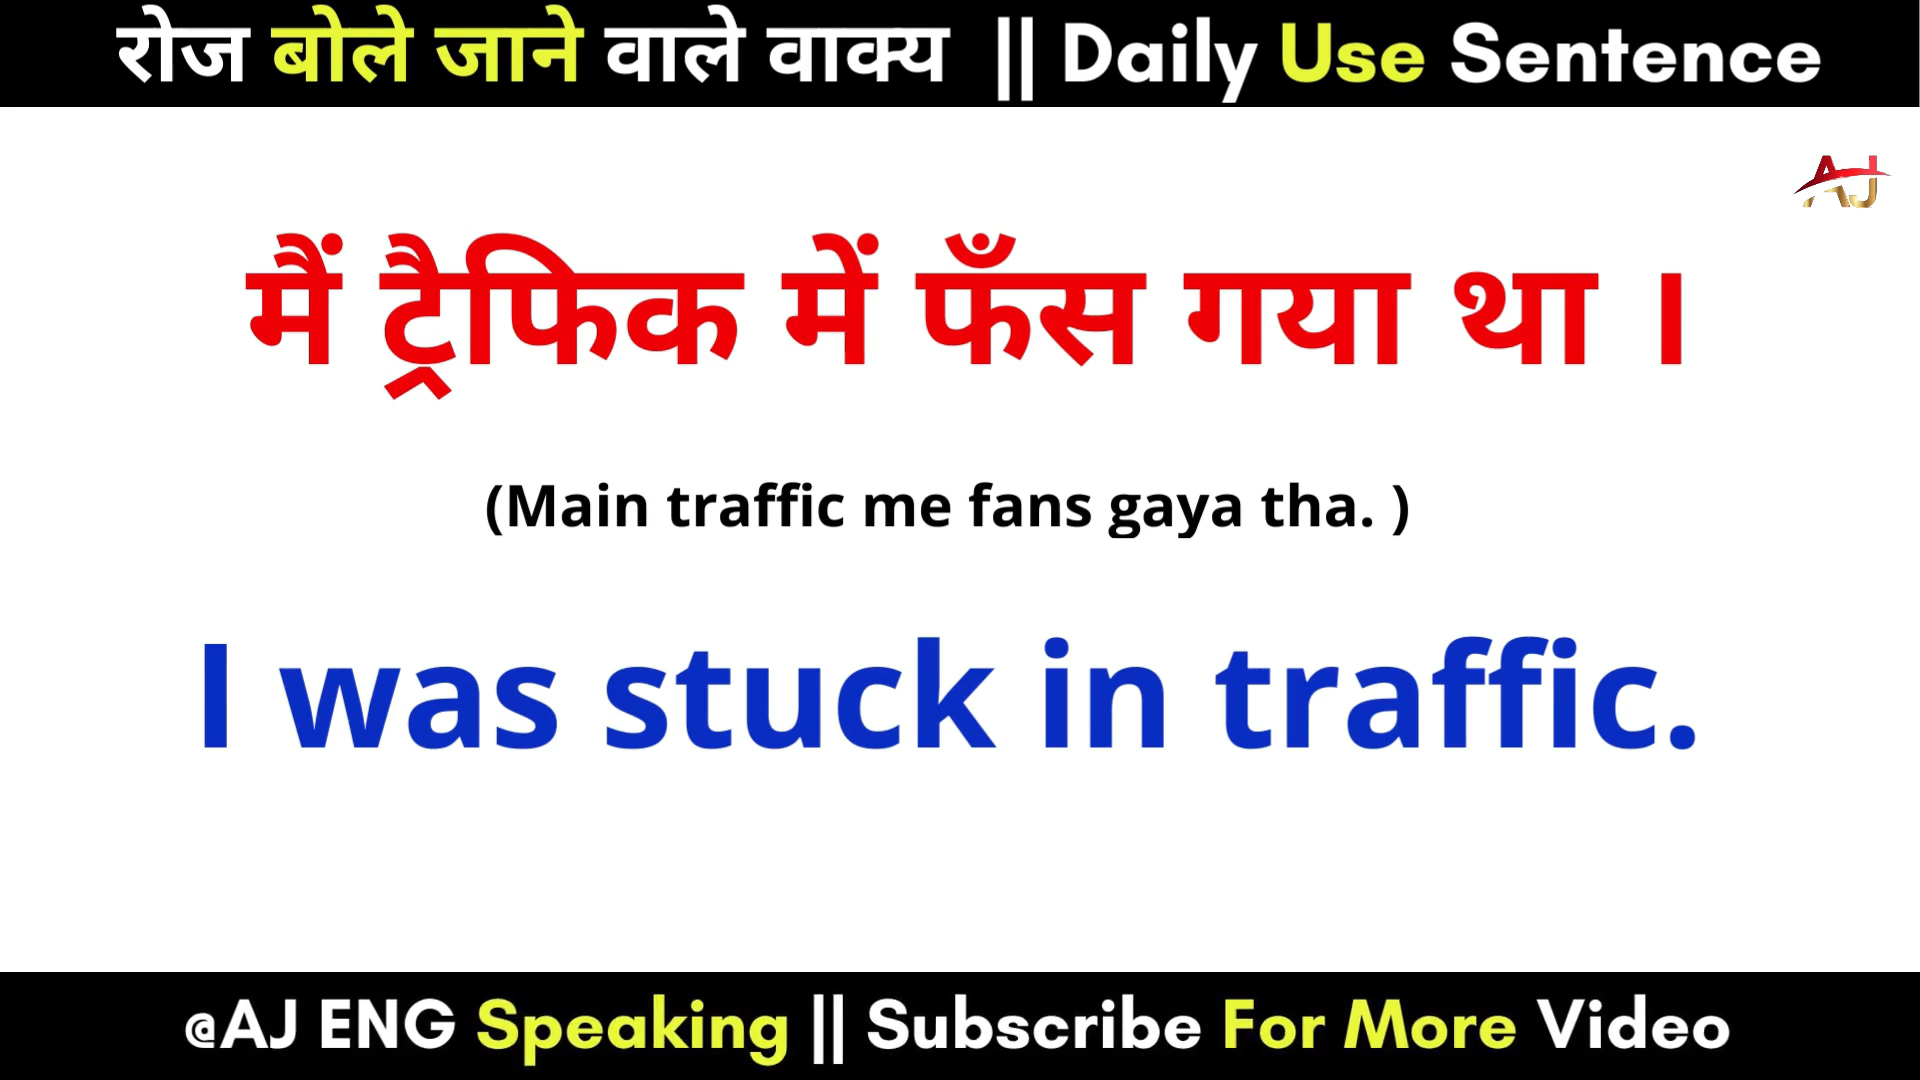 रोज बोले जाने वाले वाक्य || Daily Use Sentence
AJ
मैं ट्रैफिक में फँस गया था ।
(Main traffic me fans gaya tha. )
I was stuck in traffic.
@AJ ENG Speaking || Subscribe For More Video